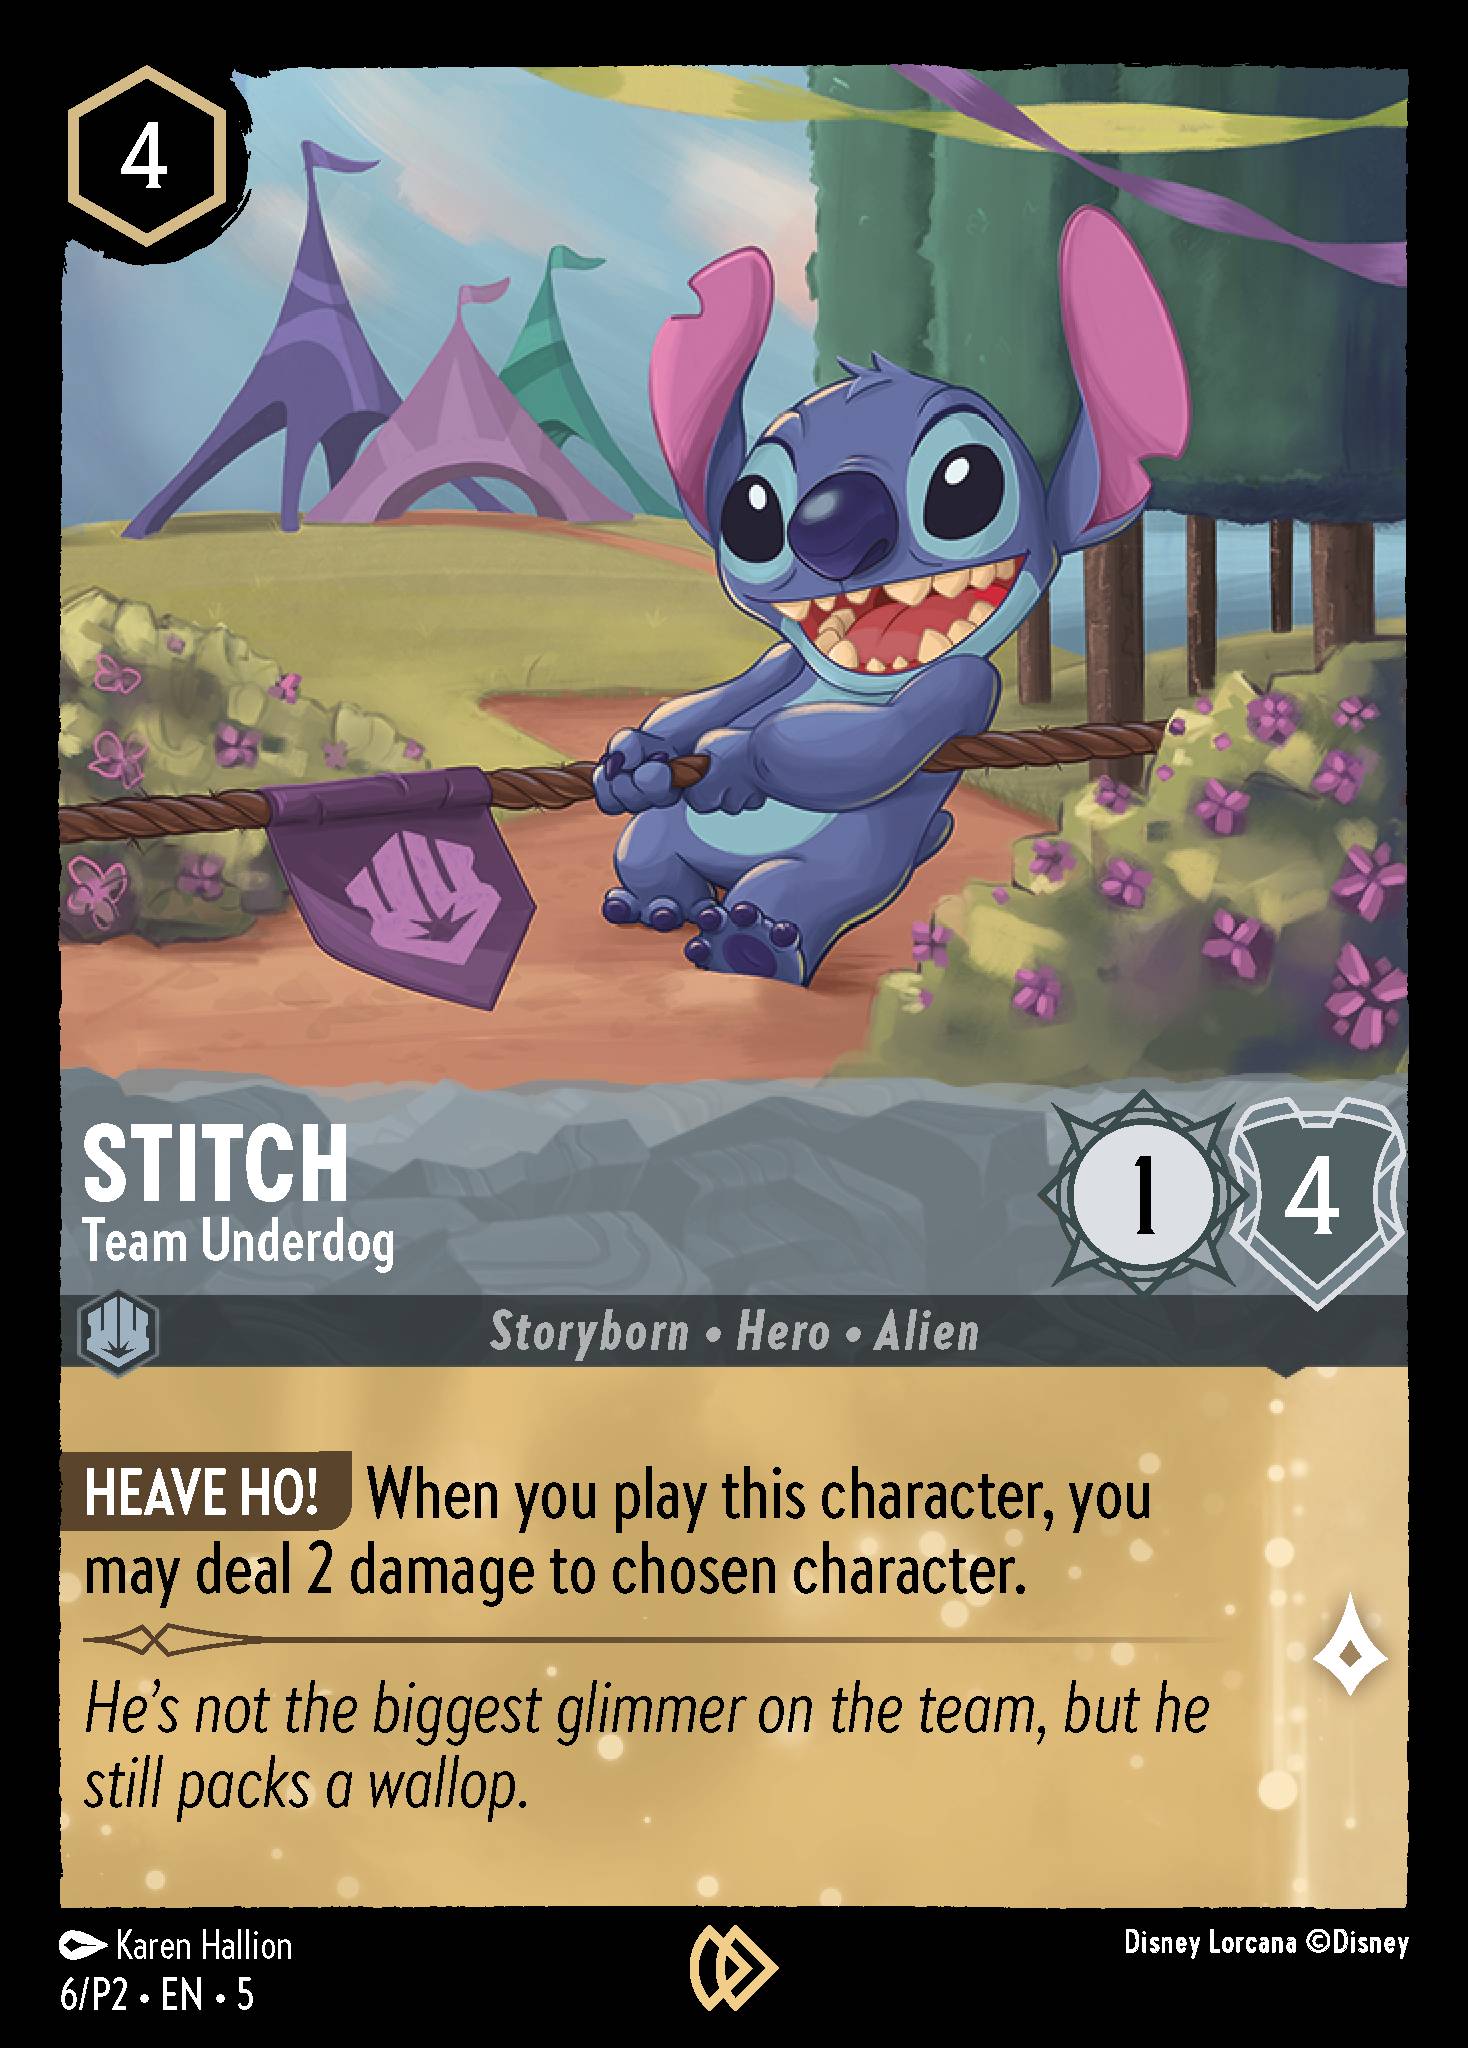 4
STITCH
Team Underdog
1
4
Storyborn • Hero • Alien
HEAVE HO! When you play this character, you
may deal 2 damage to chosen character.
He's not the biggest glimmer on the team, but he
still packs a wallop.
Karen Hallion
Disney Lorcana ©Disney
6/P2 • EN • 5